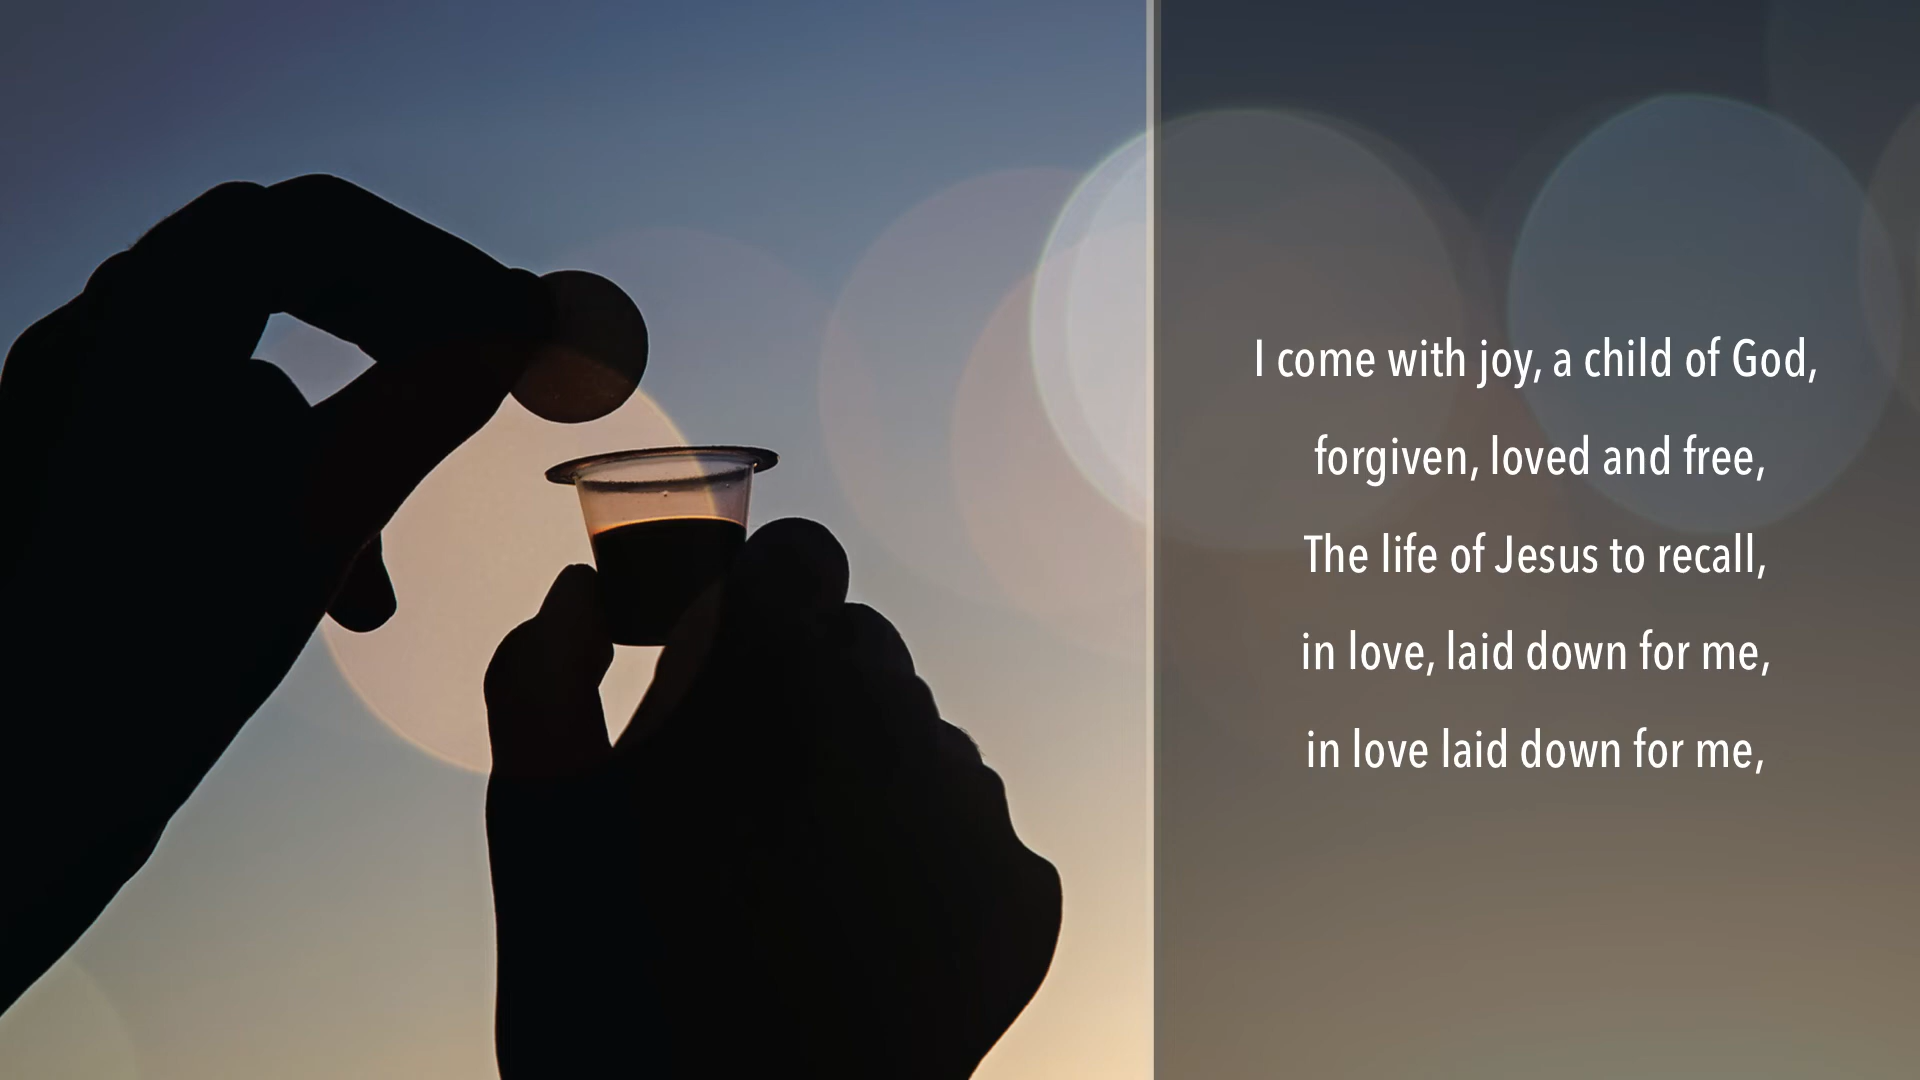 I come with joy, a child of God,
forgiven, loved and free,
The life of Jesus to recall,
in love, laid down for me,
in love laid down for me,